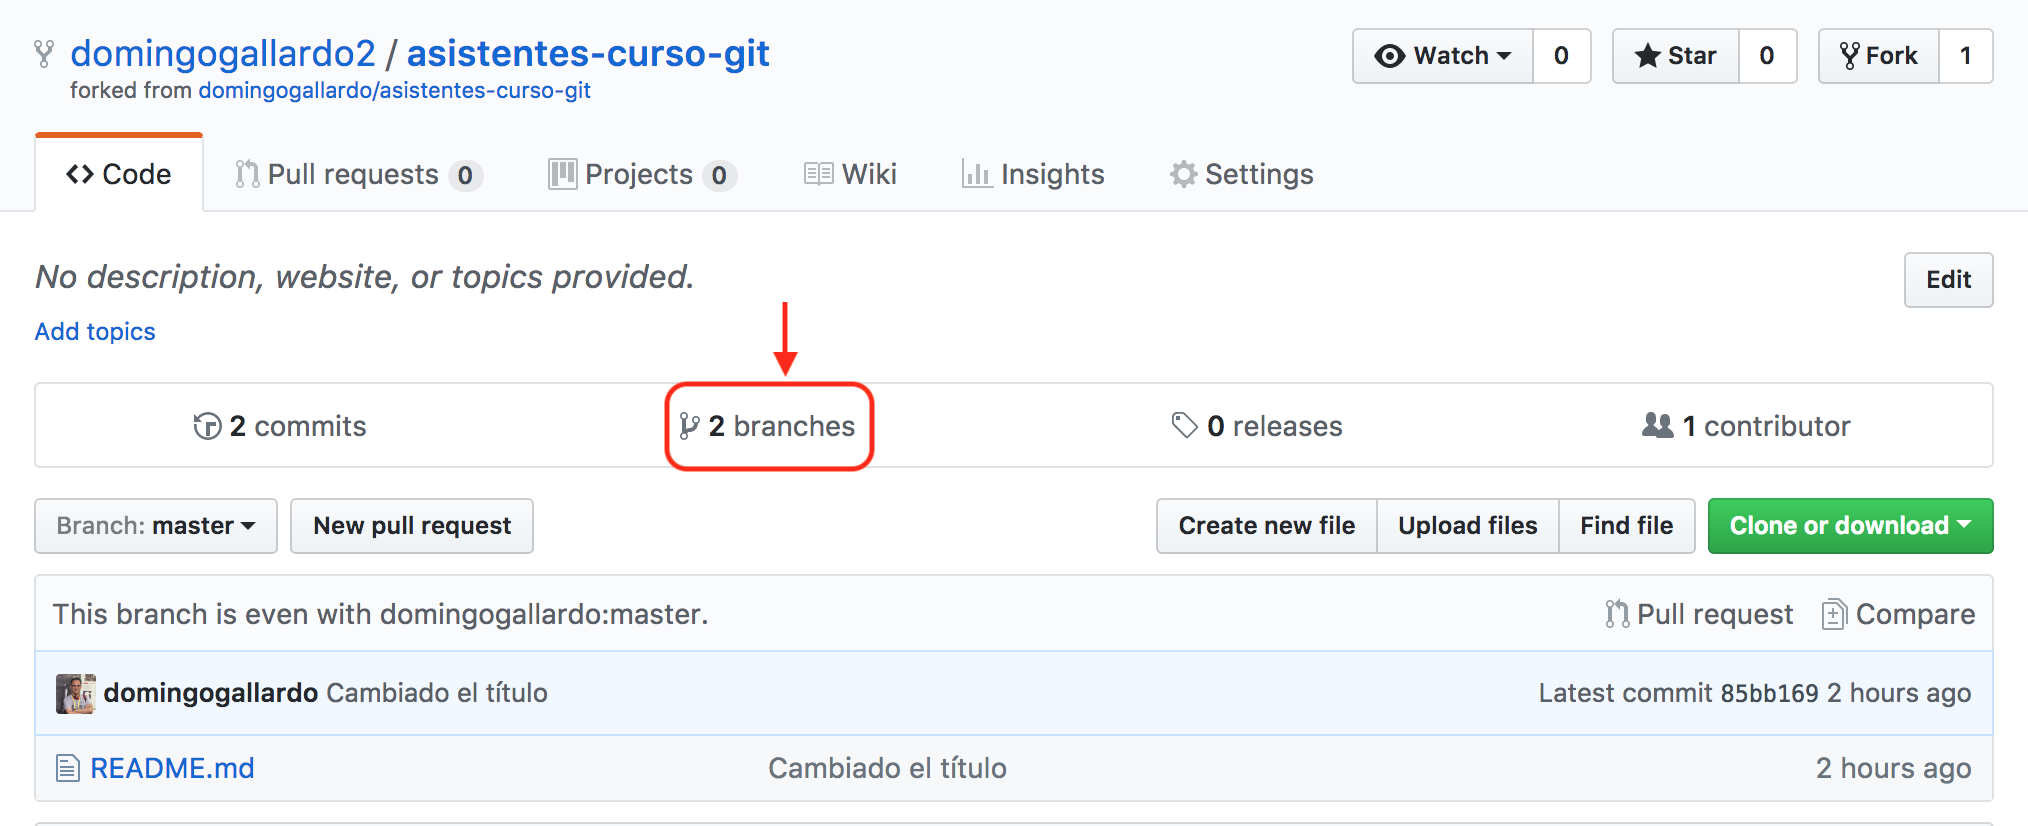 domingogallardo2 / asistentes-curso-git
Watch 0
Star 0
Fork 1
forked from domingogallardo/asistentes-curso-git
Code
Pull requests 0
Projects 0
Wiki
Insights
Settings
No description, website, or topics provided.
Edit
Add topics
2 commits
2 branches
0 releases
1 contributor
Branch: master
New pull request
Create new file
Upload files
Find file
Clone or download
This branch is even with domingogallardo:master.
Pull request
Compare
domingogallardo Cambiado el título
Latest commit 85bb169 2 hours ago
README.md
Cambiado el título
2 hours ago